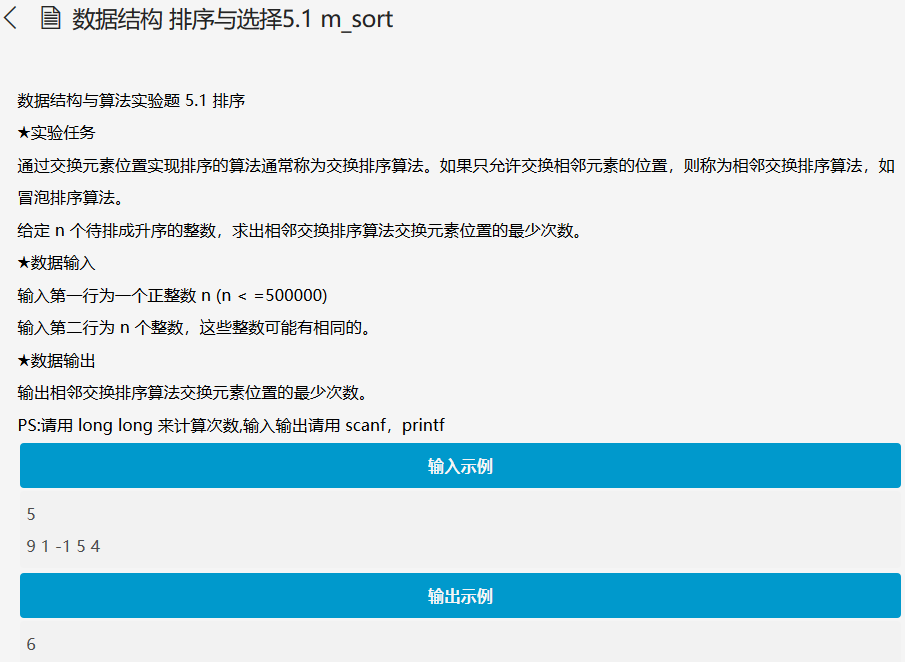 数据结构 排序与选择5.1 m_sort
数据结构与算法实验题 5.1 排序
★实验任务
通过交换元素位置实现排序的算法通常称为交换排序算法。如果只允许交换相邻元素的位置，则称为相邻交换排序算法，如
冒泡排序算法。
给定 n 个待排成升序的整数，求出相邻交换排序算法交换元素位置的最少次数。
★数据输入
输入第一行为一个正整数 n (n < =500000)
输入第二行为 n 个整数，这些整数可能有相同的。
★数据输出
输出相邻交换排序算法交换元素位置的最少次数。
PS:请用 long long 来计算次数,输入输出请用 scanf，printf
输入示例
5
9 1 -1 5 4
输出示例
6